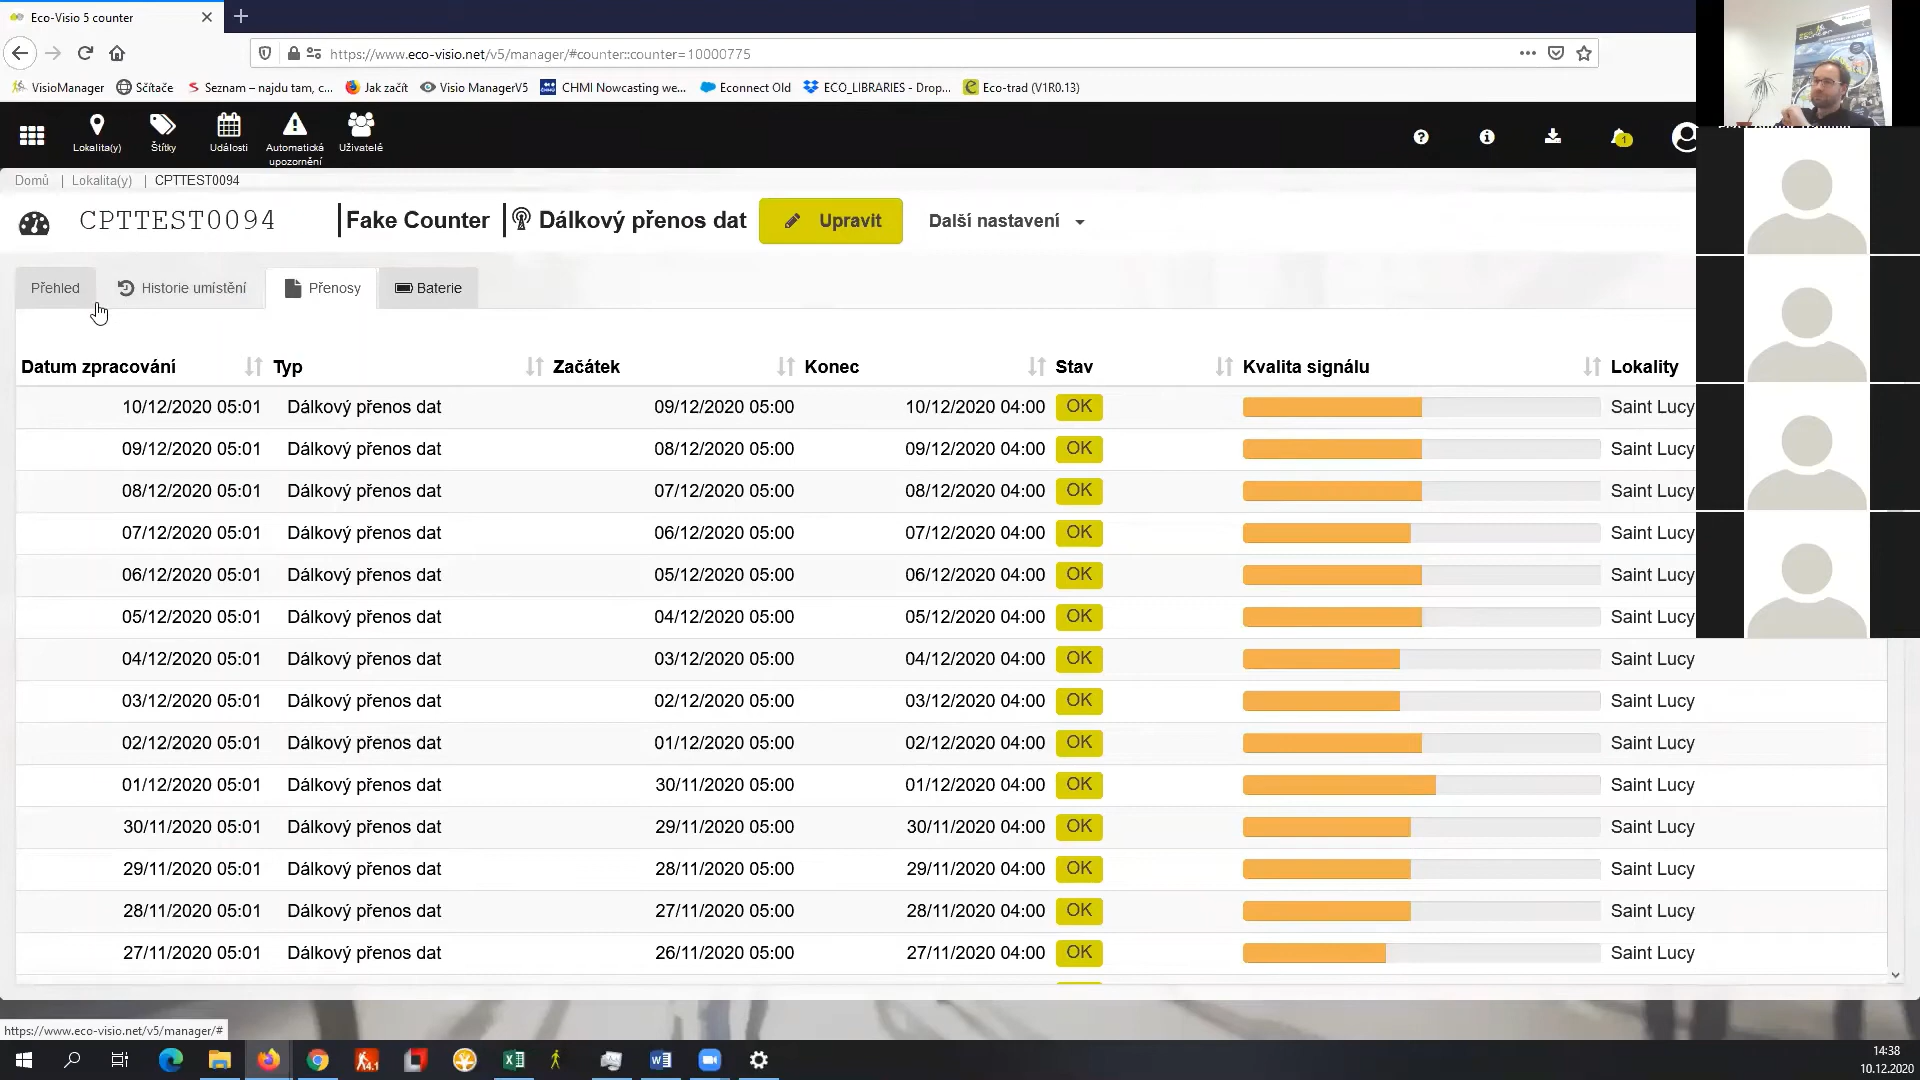 Eco-Visio 5 counter
https://www.eco-visio.net/v5/manager/#counter::counter=10000775
VisioManager Sčítače Seznam – najdu tam, c... Jak začít Visio ManagerV5 CHMI Nowcasting we... Econnect Old ECO_LIBRARIES - Drop... Eco-trad (V1R0.13)
Lokalita(y) Štítky Události Automatická upozornění Uživatelé
1
Domů | Lokalita(y) | CPTTEST0094
CPTTEST0094 Fake Counter Dálkový přenos dat Upravit Další nastavení
Přehled Historie umístění Přenosy Baterie
Datum zpracování Typ Začátek Konec Stav Kvalita signálu Lokality
10/12/2020 05:01 Dálkový přenos dat 09/12/2020 05:00 10/12/2020 04:00 OK Saint Lucy
09/12/2020 05:01 Dálkový přenos dat 08/12/2020 05:00 09/12/2020 04:00 OK Saint Lucy
08/12/2020 05:01 Dálkový přenos dat 07/12/2020 05:00 08/12/2020 04:00 OK Saint Lucy
07/12/2020 05:01 Dálkový přenos dat 06/12/2020 05:00 07/12/2020 04:00 OK Saint Lucy
06/12/2020 05:01 Dálkový přenos dat 05/12/2020 05:00 06/12/2020 04:00 OK Saint Lucy
05/12/2020 05:01 Dálkový přenos dat 04/12/2020 05:00 05/12/2020 04:00 OK Saint Lucy
04/12/2020 05:01 Dálkový přenos dat 03/12/2020 05:00 04/12/2020 04:00 OK Saint Lucy
03/12/2020 05:01 Dálkový přenos dat 02/12/2020 05:00 03/12/2020 04:00 OK Saint Lucy
02/12/2020 05:01 Dálkový přenos dat 01/12/2020 05:00 02/12/2020 04:00 OK Saint Lucy
01/12/2020 05:01 Dálkový přenos dat 30/11/2020 05:00 01/12/2020 04:00 OK Saint Lucy
30/11/2020 05:01 Dálkový přenos dat 29/11/2020 05:00 30/11/2020 04:00 OK Saint Lucy
29/11/2020 05:01 Dálkový přenos dat 28/11/2020 05:00 29/11/2020 04:00 OK Saint Lucy
28/11/2020 05:01 Dálkový přenos dat 27/11/2020 05:00 28/11/2020 04:00 OK Saint Lucy
27/11/2020 05:01 Dálkový přenos dat 26/11/2020 05:00 27/11/2020 04:00 OK Saint Lucy
https://www.eco-visio.net/v5/manager/#
14:38
10.12.2020